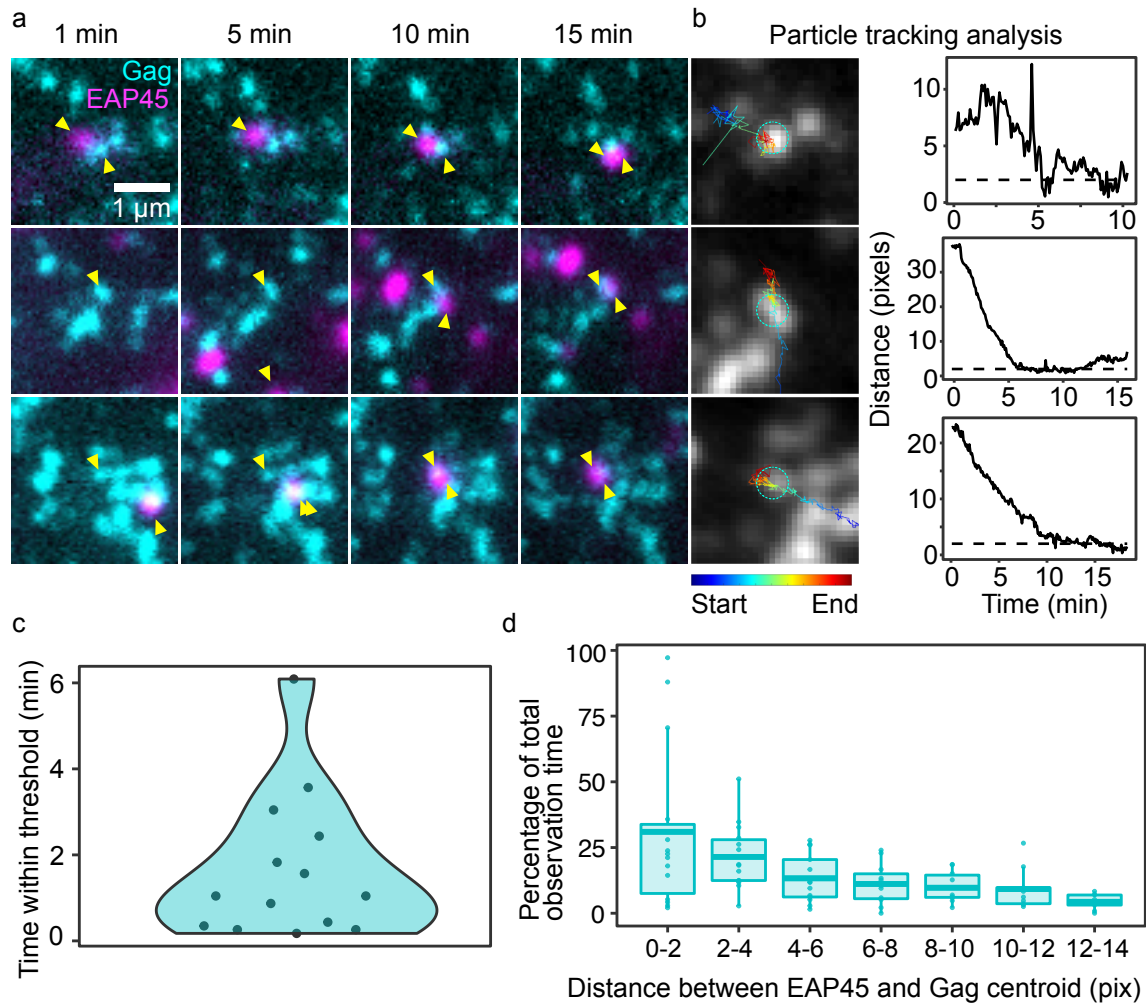 a
1 min 5 min 10 min 15 min
Gag
EAP45
1 µm
b
Particle tracking analysis
Start End
Distance (pixels)
10
5
0
0 5 10
30
20
10
0
0 5 10 15
20
10
0
0 5 10 15
Time (min)
c
Time within threshold (min)
6
4
2
0
d
Percentage of total
observation time
100
75
50
25
0
0-2 2-4 4-6 6-8 8-10 10-12 12-14
Distance between EAP45 and Gag centroid (pix)